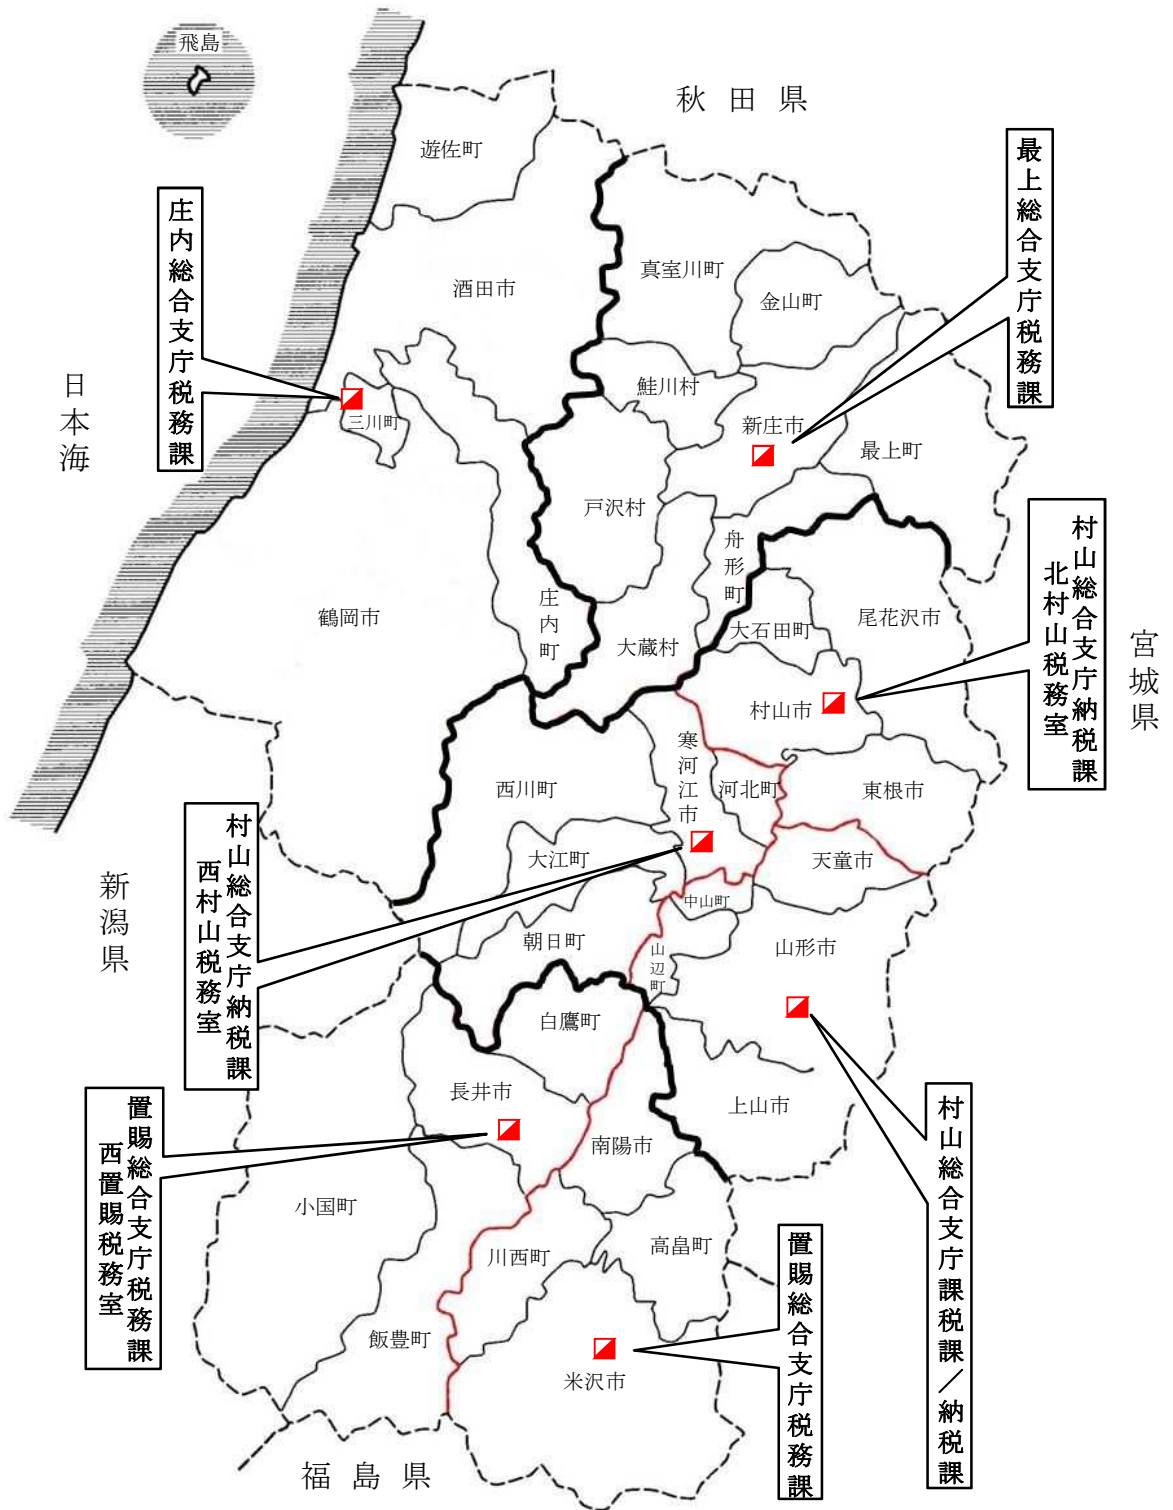 飛島
秋田県
遊佐町
最上総合支庁税務課
庄内総合支庁税務課
真室川町
酒田市
金山町
日本海
鮭川村
三川町
新庄市
最上町
戸沢村
村山総合支庁納税課
北村山税務室
舟形町
庄内町
鶴岡市
大石田町
尾花沢市
大蔵村
宮城県
村山市
寒河江市
西川町
河北町
東根市
村山総合支庁納税課
西村山税務室
大江町
天童市
新潟県
中山町
朝日町
山辺町
山形市
白鷹町
長井市
上山市
村山総合支庁課税課/納税課
置賜総合支庁税務課
西置賜税務室
南陽市
小国町
川西町
高畠町
置賜総合支庁税務課
飯豊町
米沢市
福島県